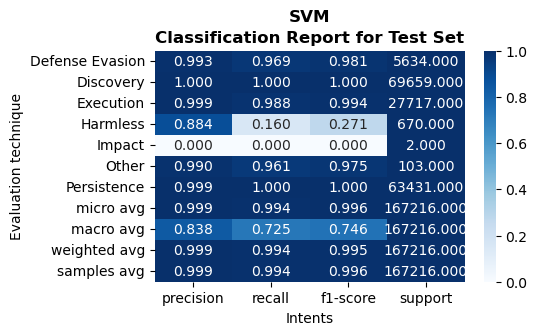 SVM
Classification Report for Test Set
Defense Evasion 0.993 0.969 0.981 5634.000
Discovery 1.000 1.000 1.000 69659.000
Execution 0.999 0.988 0.994 27717.000
Harmless 0.884 0.160 0.271 670.000
Impact 0.000 0.000 0.000 2.000
Other 0.990 0.961 0.975 103.000
Persistence 0.999 1.000 1.000 63431.000
micro avg 0.999 0.994 0.996 167216.000
macro avg 0.838 0.725 0.746 167216.000
weighted avg 0.999 0.994 0.995 167216.000
samples avg 0.999 0.994 0.996 167216.000
precision recall f1-score support
Intents
Evaluation technique
1.0
0.8
0.6
0.4
0.2
0.0